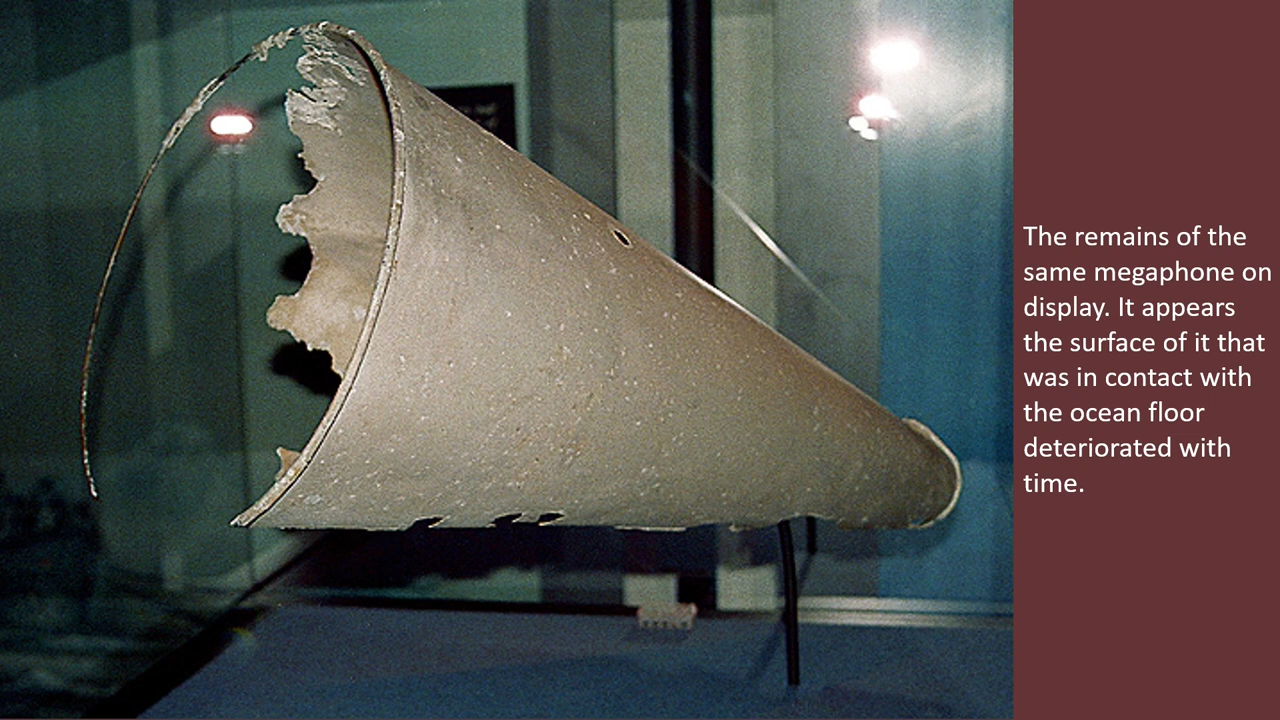 The remains of the
same megaphone on
display. It appears
the surface of it that
was in contact with
the ocean floor
deteriorated with
time.